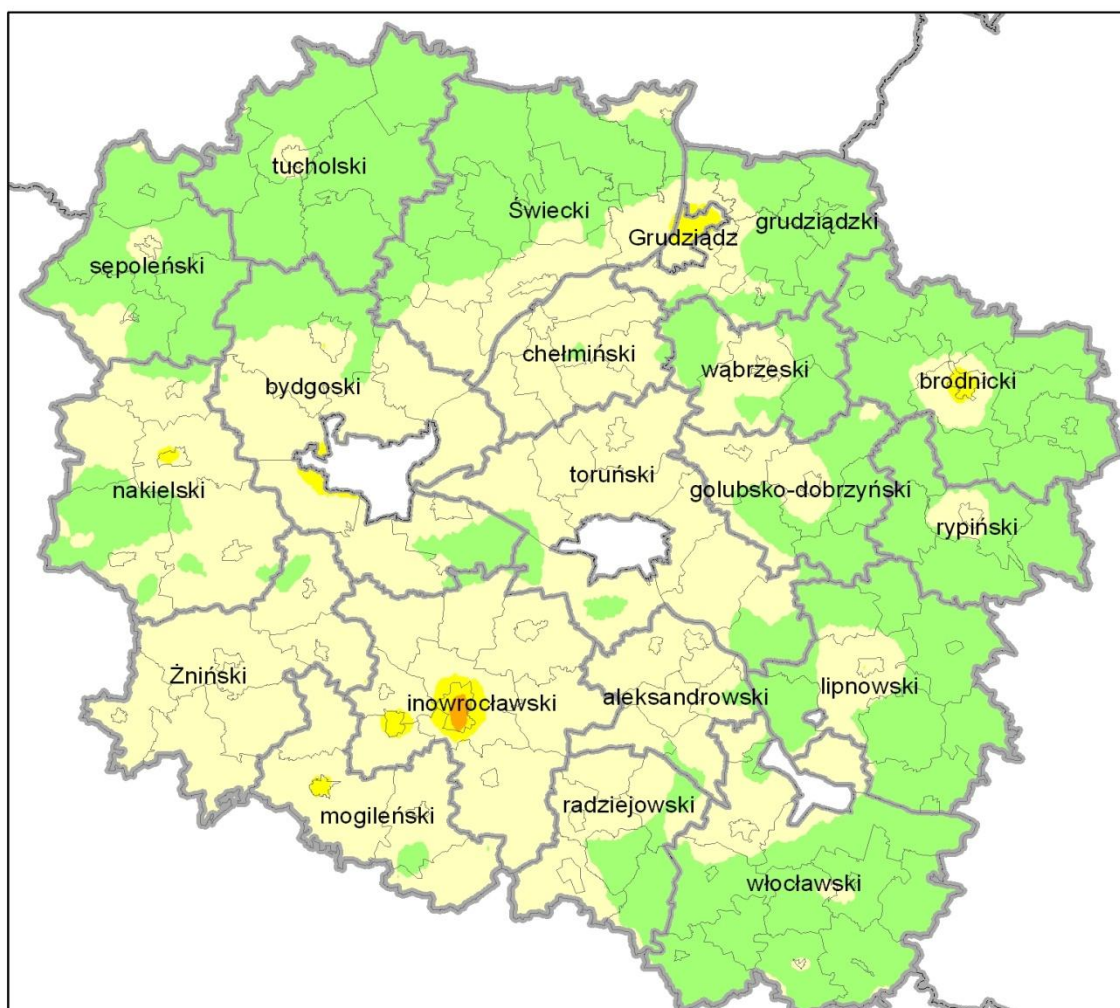 tucholski
Świecki
Grudziądz
grudziądzki
sępoleński
chełmiński
wąbrzeski
bydgoski
brodnicki
toruński
nakielski
golubsko-dobrzyński
rypiński
Żniński
inowrocławski
aleksandrowski
lipnowski
mogileński
radziejowski
włocławski